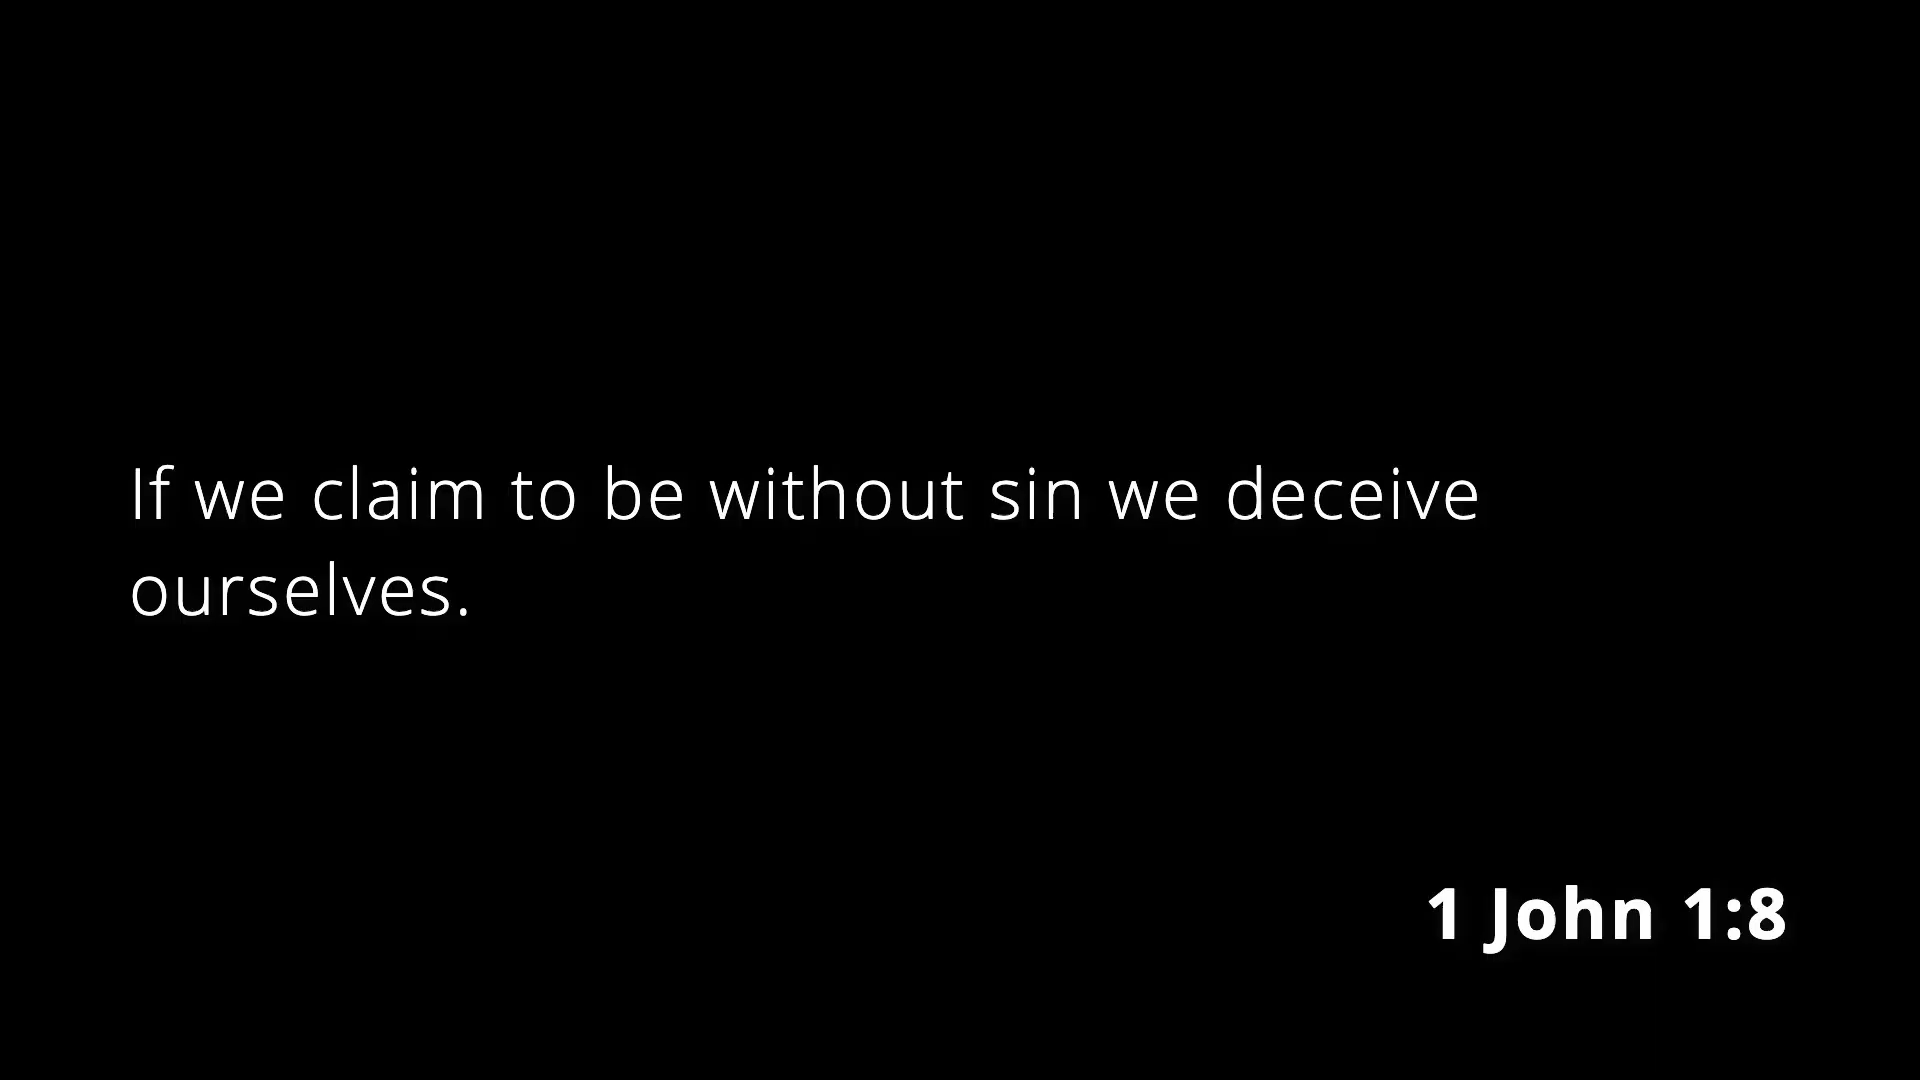 If we claim to be without sin we deceive
ourselves.
1 John 1:8